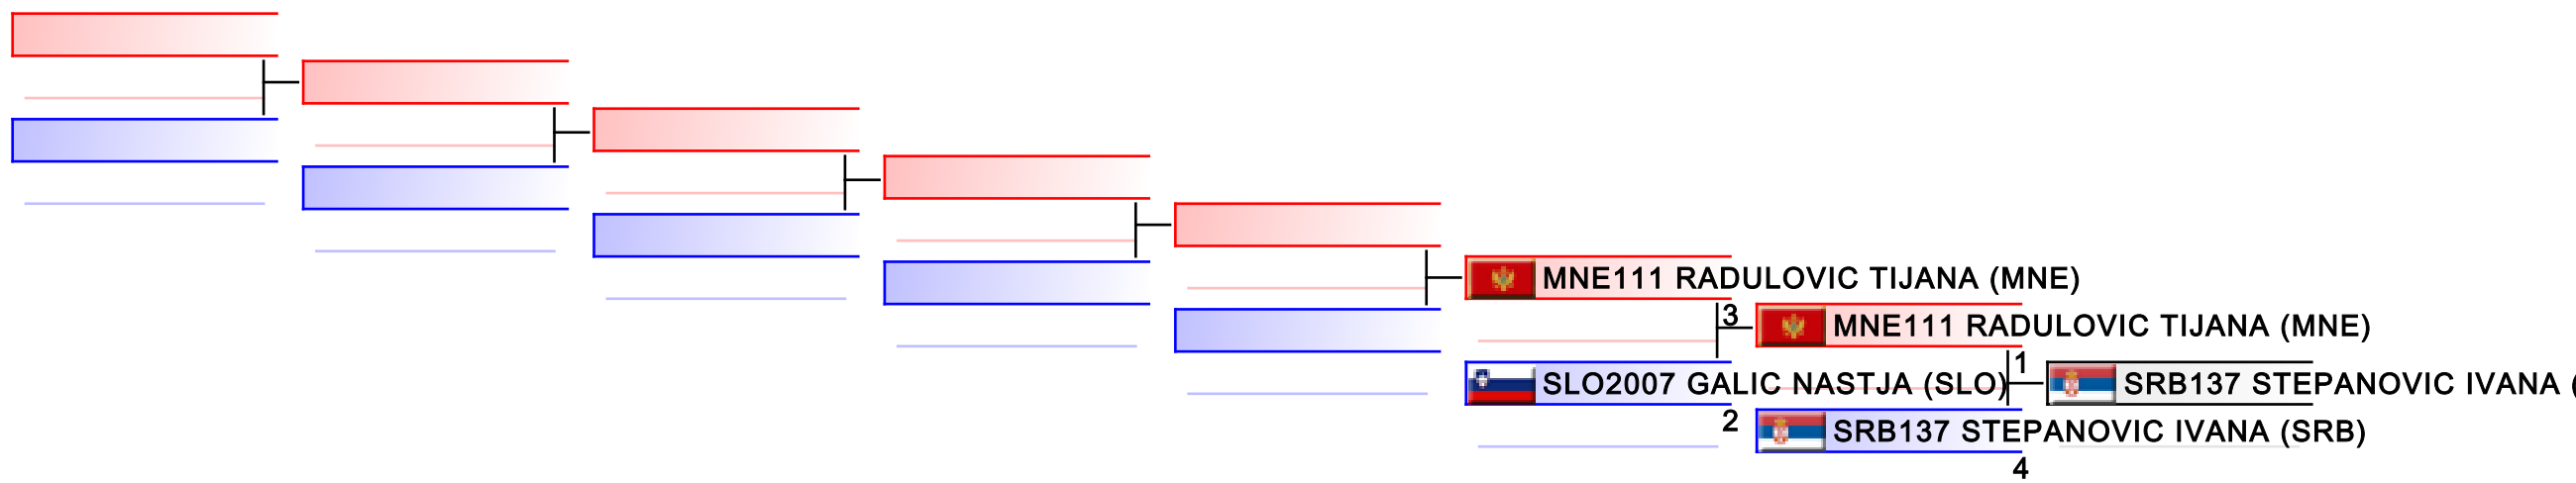 MNE111 RADULOVIC TIJANA (MNE)
3
MNE111 RADULOVIC TIJANA (MNE)
SLO2007 GALIC NASTJA (SLO)
1
SRB137 STEPANOVIC IVANA (
2
SRB137 STEPANOVIC IVANA (SRB)
4